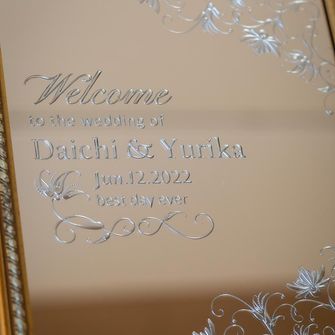 Welcome
to the wedding of
Daichi & Yurika
Jun.12.2022
best day ever